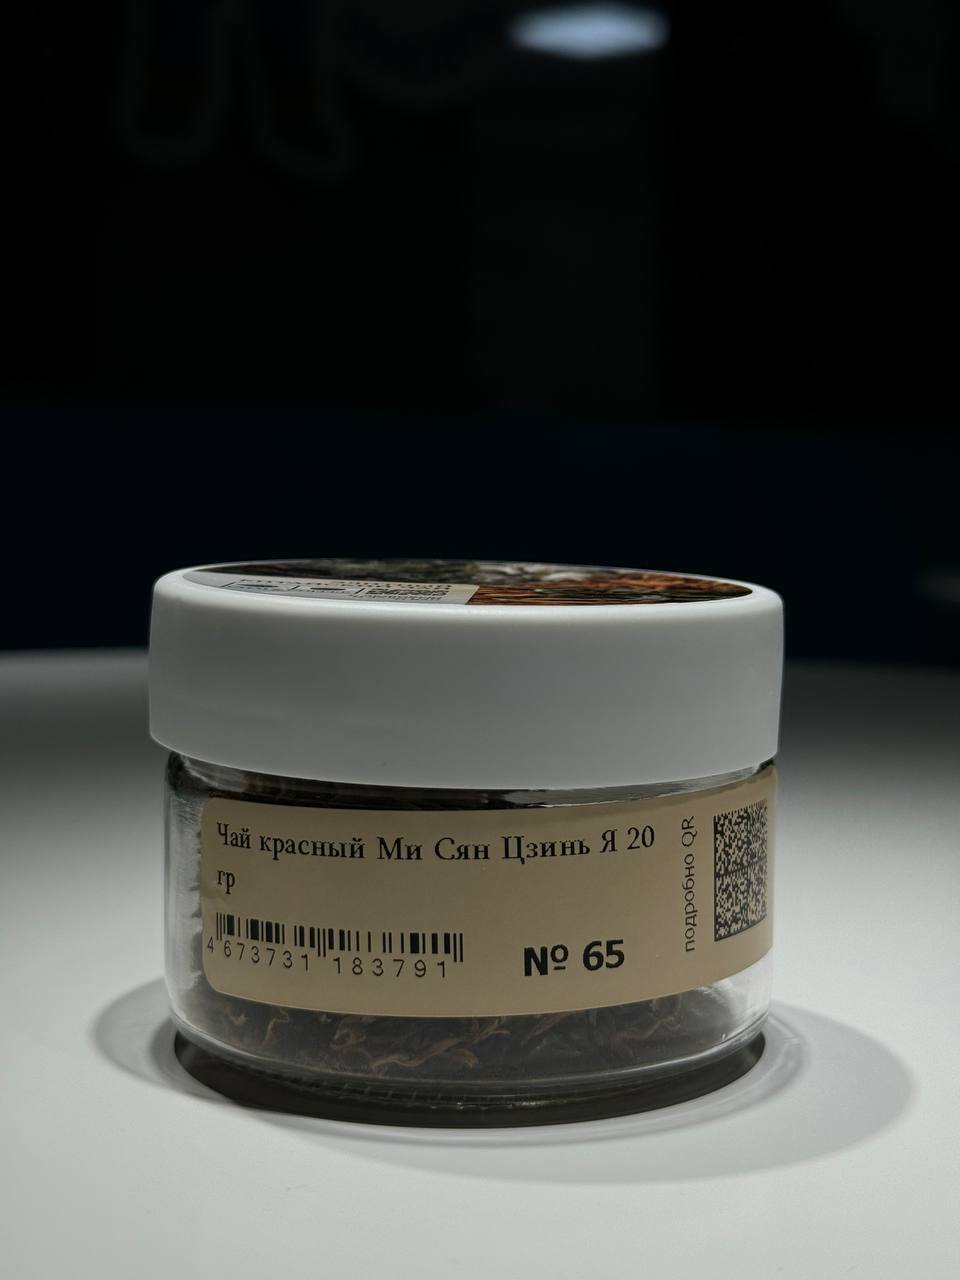 Чай красный Ми Сян Цзинь Я 20
гр
4 673731 183791
№ 65
подробно QR